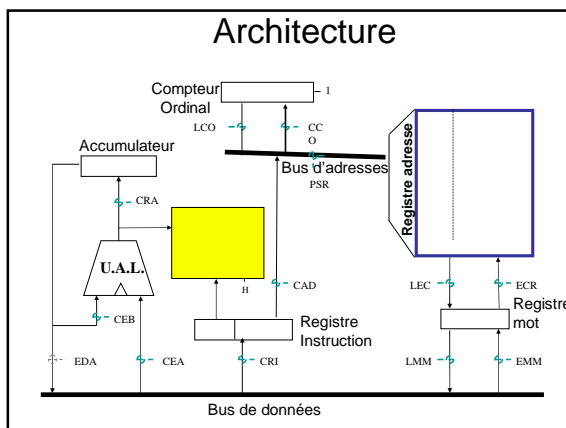 Architecture
Compteur
Ordinal
1
LCO
CC
O
Accumulateur
Bus d'adresses
PSR
Registre adresse
CRA
U.A.L.
H
CAD
LEC
ECR
CEB
Registre
Instruction
Registre
mot
EDA
CEA
CRI
LMM
EMM
Bus de données